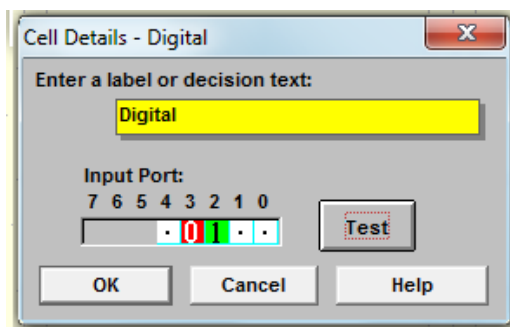 Cell Details - Digital
Enter a label or decision text:
Digital
Input Port:
7 6 5 4 3 2 1 0
· 0 1 · ·
Test
OK Cancel Help